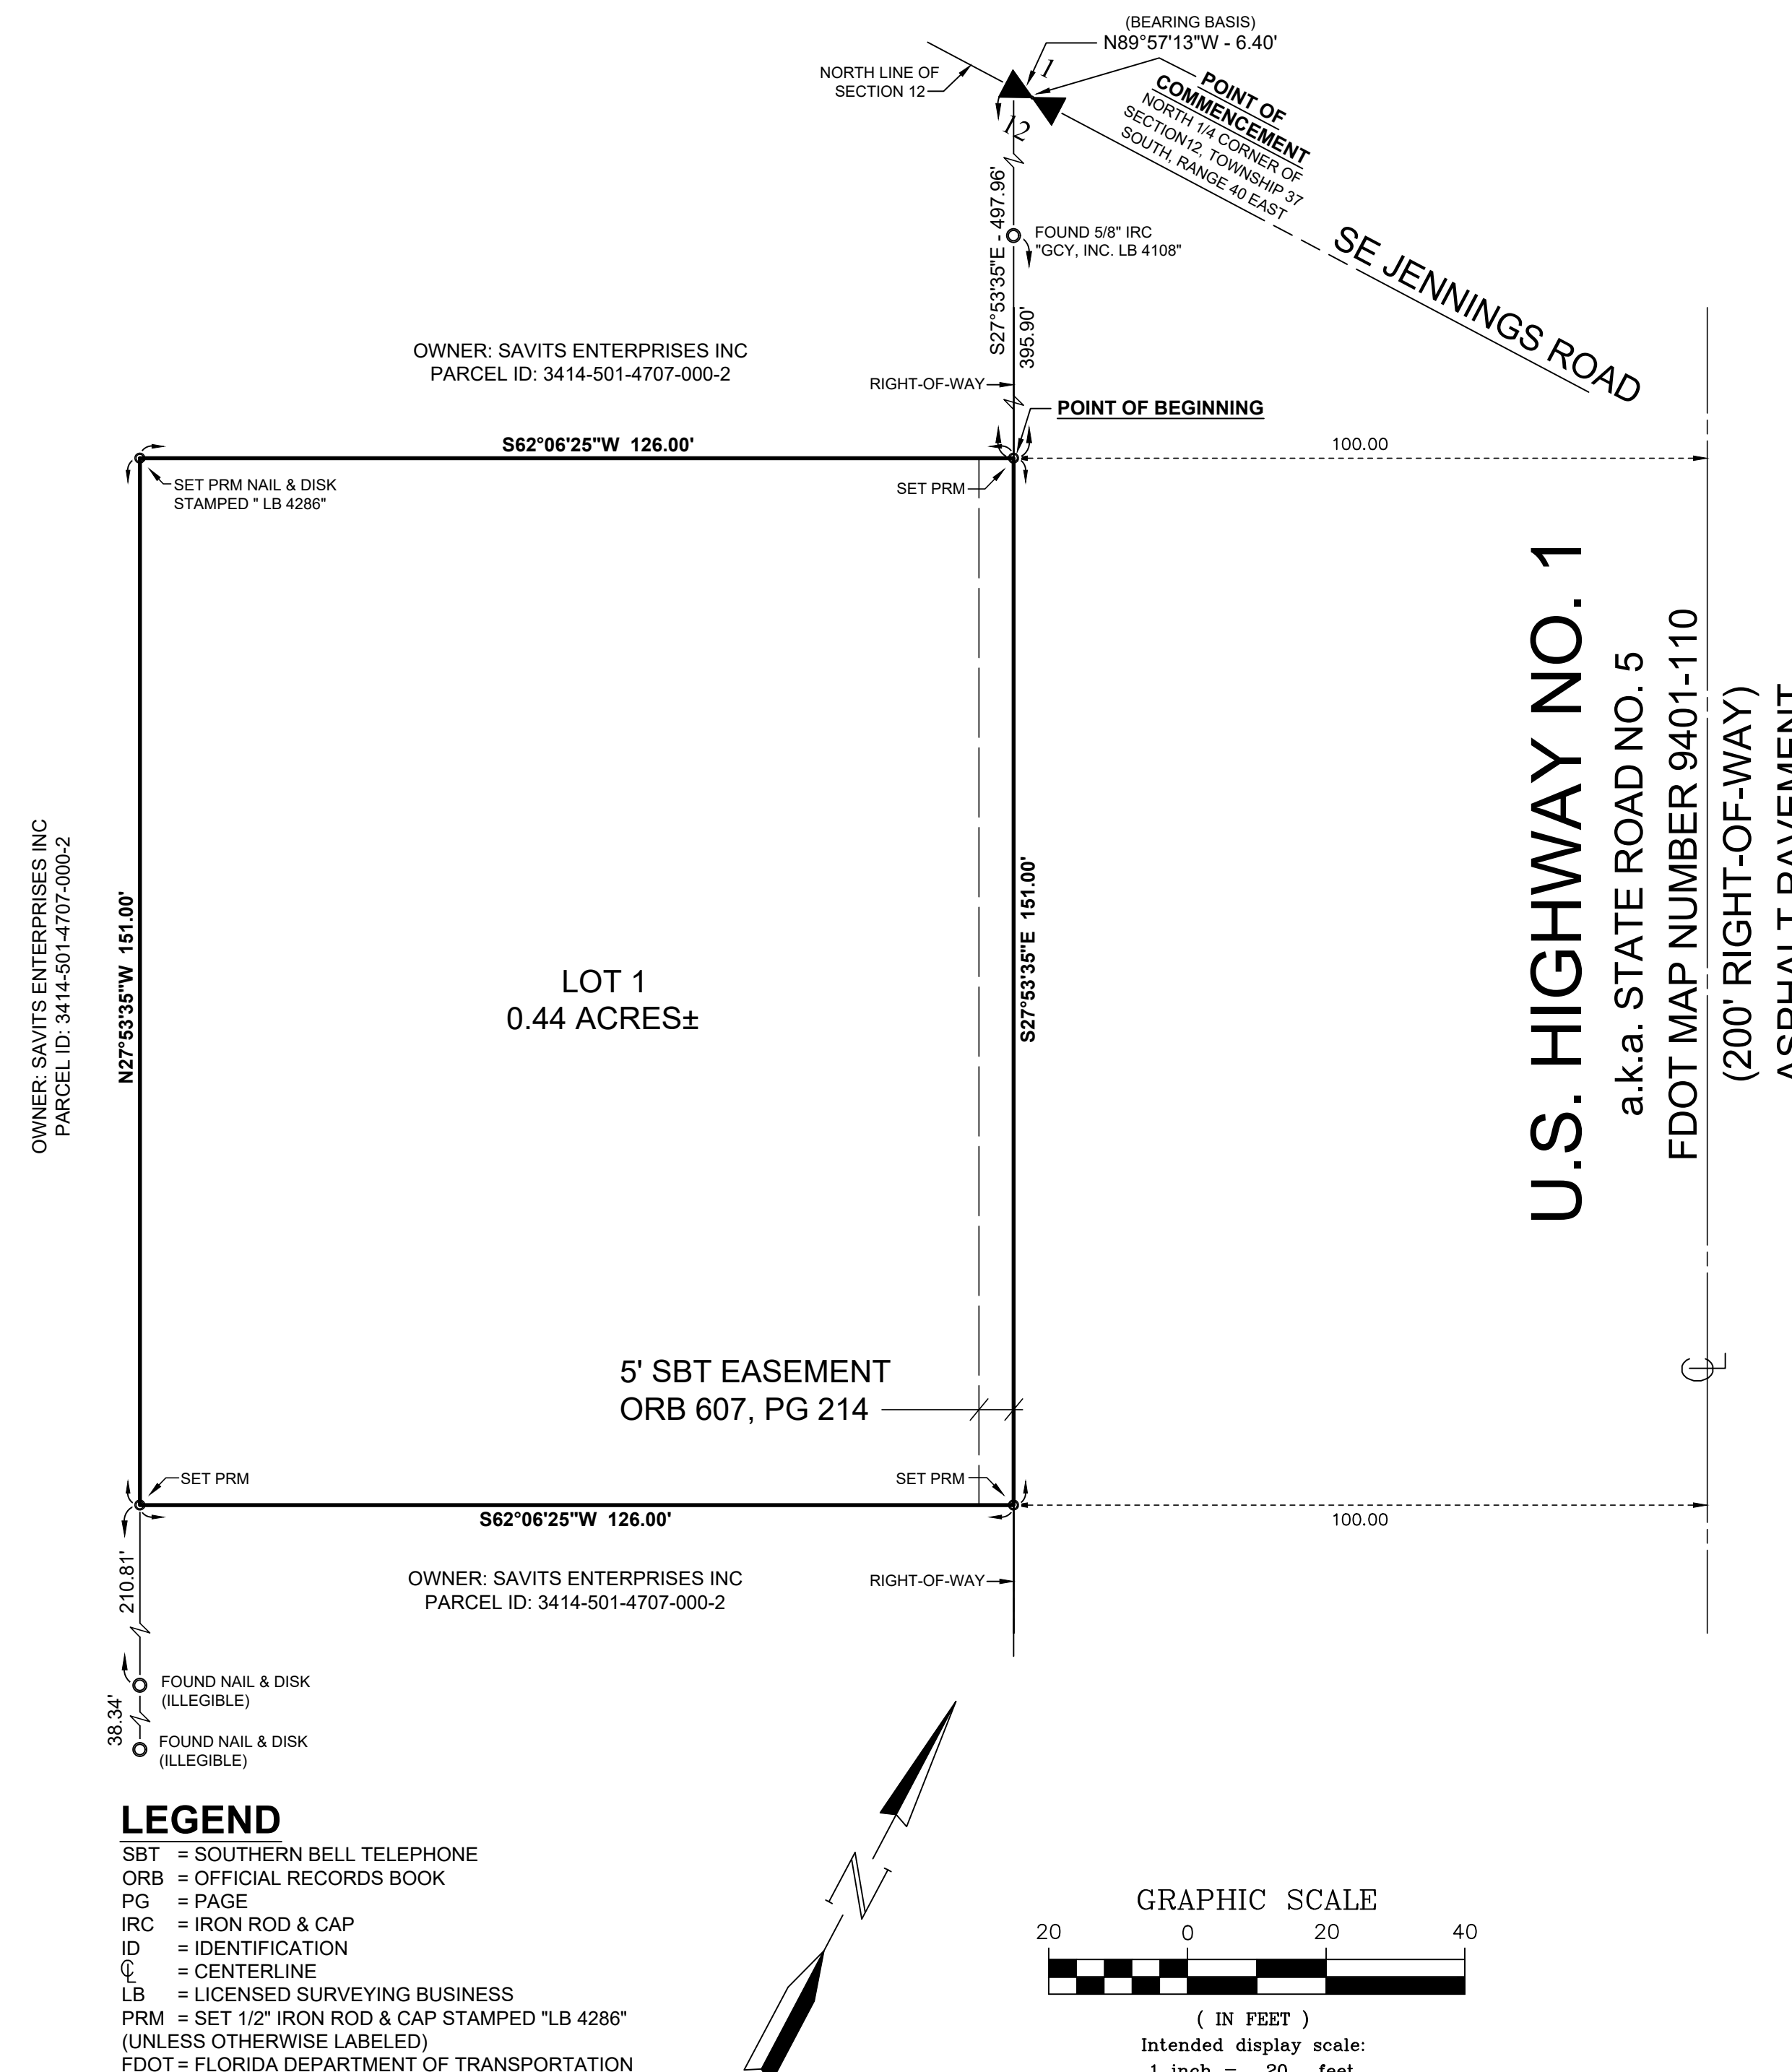 (BEARING BASIS)
N89°57'13"W - 6.40'
NORTH LINE OF
SECTION 12
1
12
POINT OF
COMMENCEMENT
NORTH 1/4 CORNER OF
SECTION12, TOWNSHIP 37
SOUTH, RANGE 40 EAST
S27°53'35"E - 497.96'
FOUND 5/8" IRC
"GCY, INC. LB 4108"
SE JENNINGS ROAD
395.90'
OWNER: SAVITS ENTERPRISES INC
PARCEL ID: 3414-501-4707-000-2
RIGHT-OF-WAY
POINT OF BEGINNING
S62°06'25"W 126.00'
100.00
SET PRM NAIL & DISK
STAMPED " LB 4286"
SET PRM
U.S. HIGHWAY NO. 1
a.k.a. STATE ROAD NO. 5
FDOT MAP NUMBER 9401-110
(200' RIGHT-OF-WAY)
ASPHALT PAVEMENT
OWNER: SAVITS ENTERPRISES INC
PARCEL ID: 3414-501-4707-000-2
N27°53'35"W 151.00'
LOT 1
0.44 ACRES±
S27°53'35"E 151.00'
5' SBT EASEMENT
ORB 607, PG 214
℄
SET PRM
SET PRM
S62°06'25"W 126.00'
100.00
210.81'
OWNER: SAVITS ENTERPRISES INC
PARCEL ID: 3414-501-4707-000-2
RIGHT-OF-WAY
FOUND NAIL & DISK
(ILLEGIBLE)
38.34'
FOUND NAIL & DISK
(ILLEGIBLE)
LEGEND
SBT = SOUTHERN BELL TELEPHONE
ORB = OFFICIAL RECORDS BOOK
PG = PAGE
IRC = IRON ROD & CAP
ID = IDENTIFICATION
℄ = CENTERLINE
LB = LICENSED SURVEYING BUSINESS
PRM = SET 1/2" IRON ROD & CAP STAMPED "LB 4286"
(UNLESS OTHERWISE LABELED)
FDOT = FLORIDA DEPARTMENT OF TRANSPORTATION
N
GRAPHIC SCALE
20 0 20 40
( IN FEET )
Intended display scale:
1 inch = 20 feet